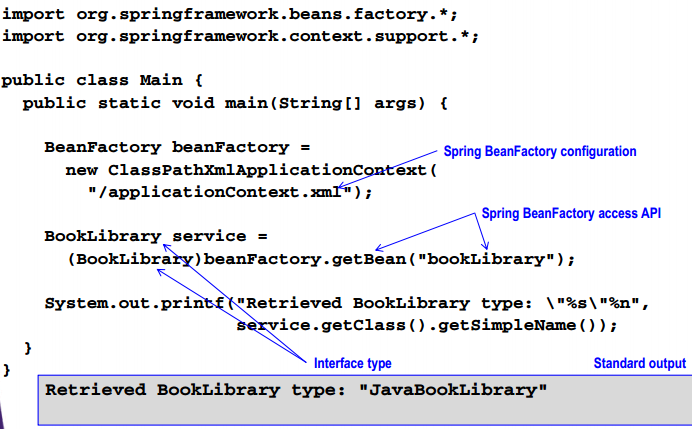 import org.springframework.beans.factory.*;
import org.springframework.context.support.*;
public class Main {
public static void main(String[] args) {
BeanFactory beanFactory =
Spring BeanFactory configuration
new ClassPathXmlApplicationContext(
"/applicationContext.xml");
Spring BeanFactory access API
BookLibrary service =
(BookLibrary)beanFactory.getBean("bookLibrary");
System.out.printf("Retrieved BookLibrary type: \"%s\"%n",
service.getClass().getSimpleName());
}
Interface type
Standard output
}
Retrieved BookLibrary type: "JavaBookLibrary"